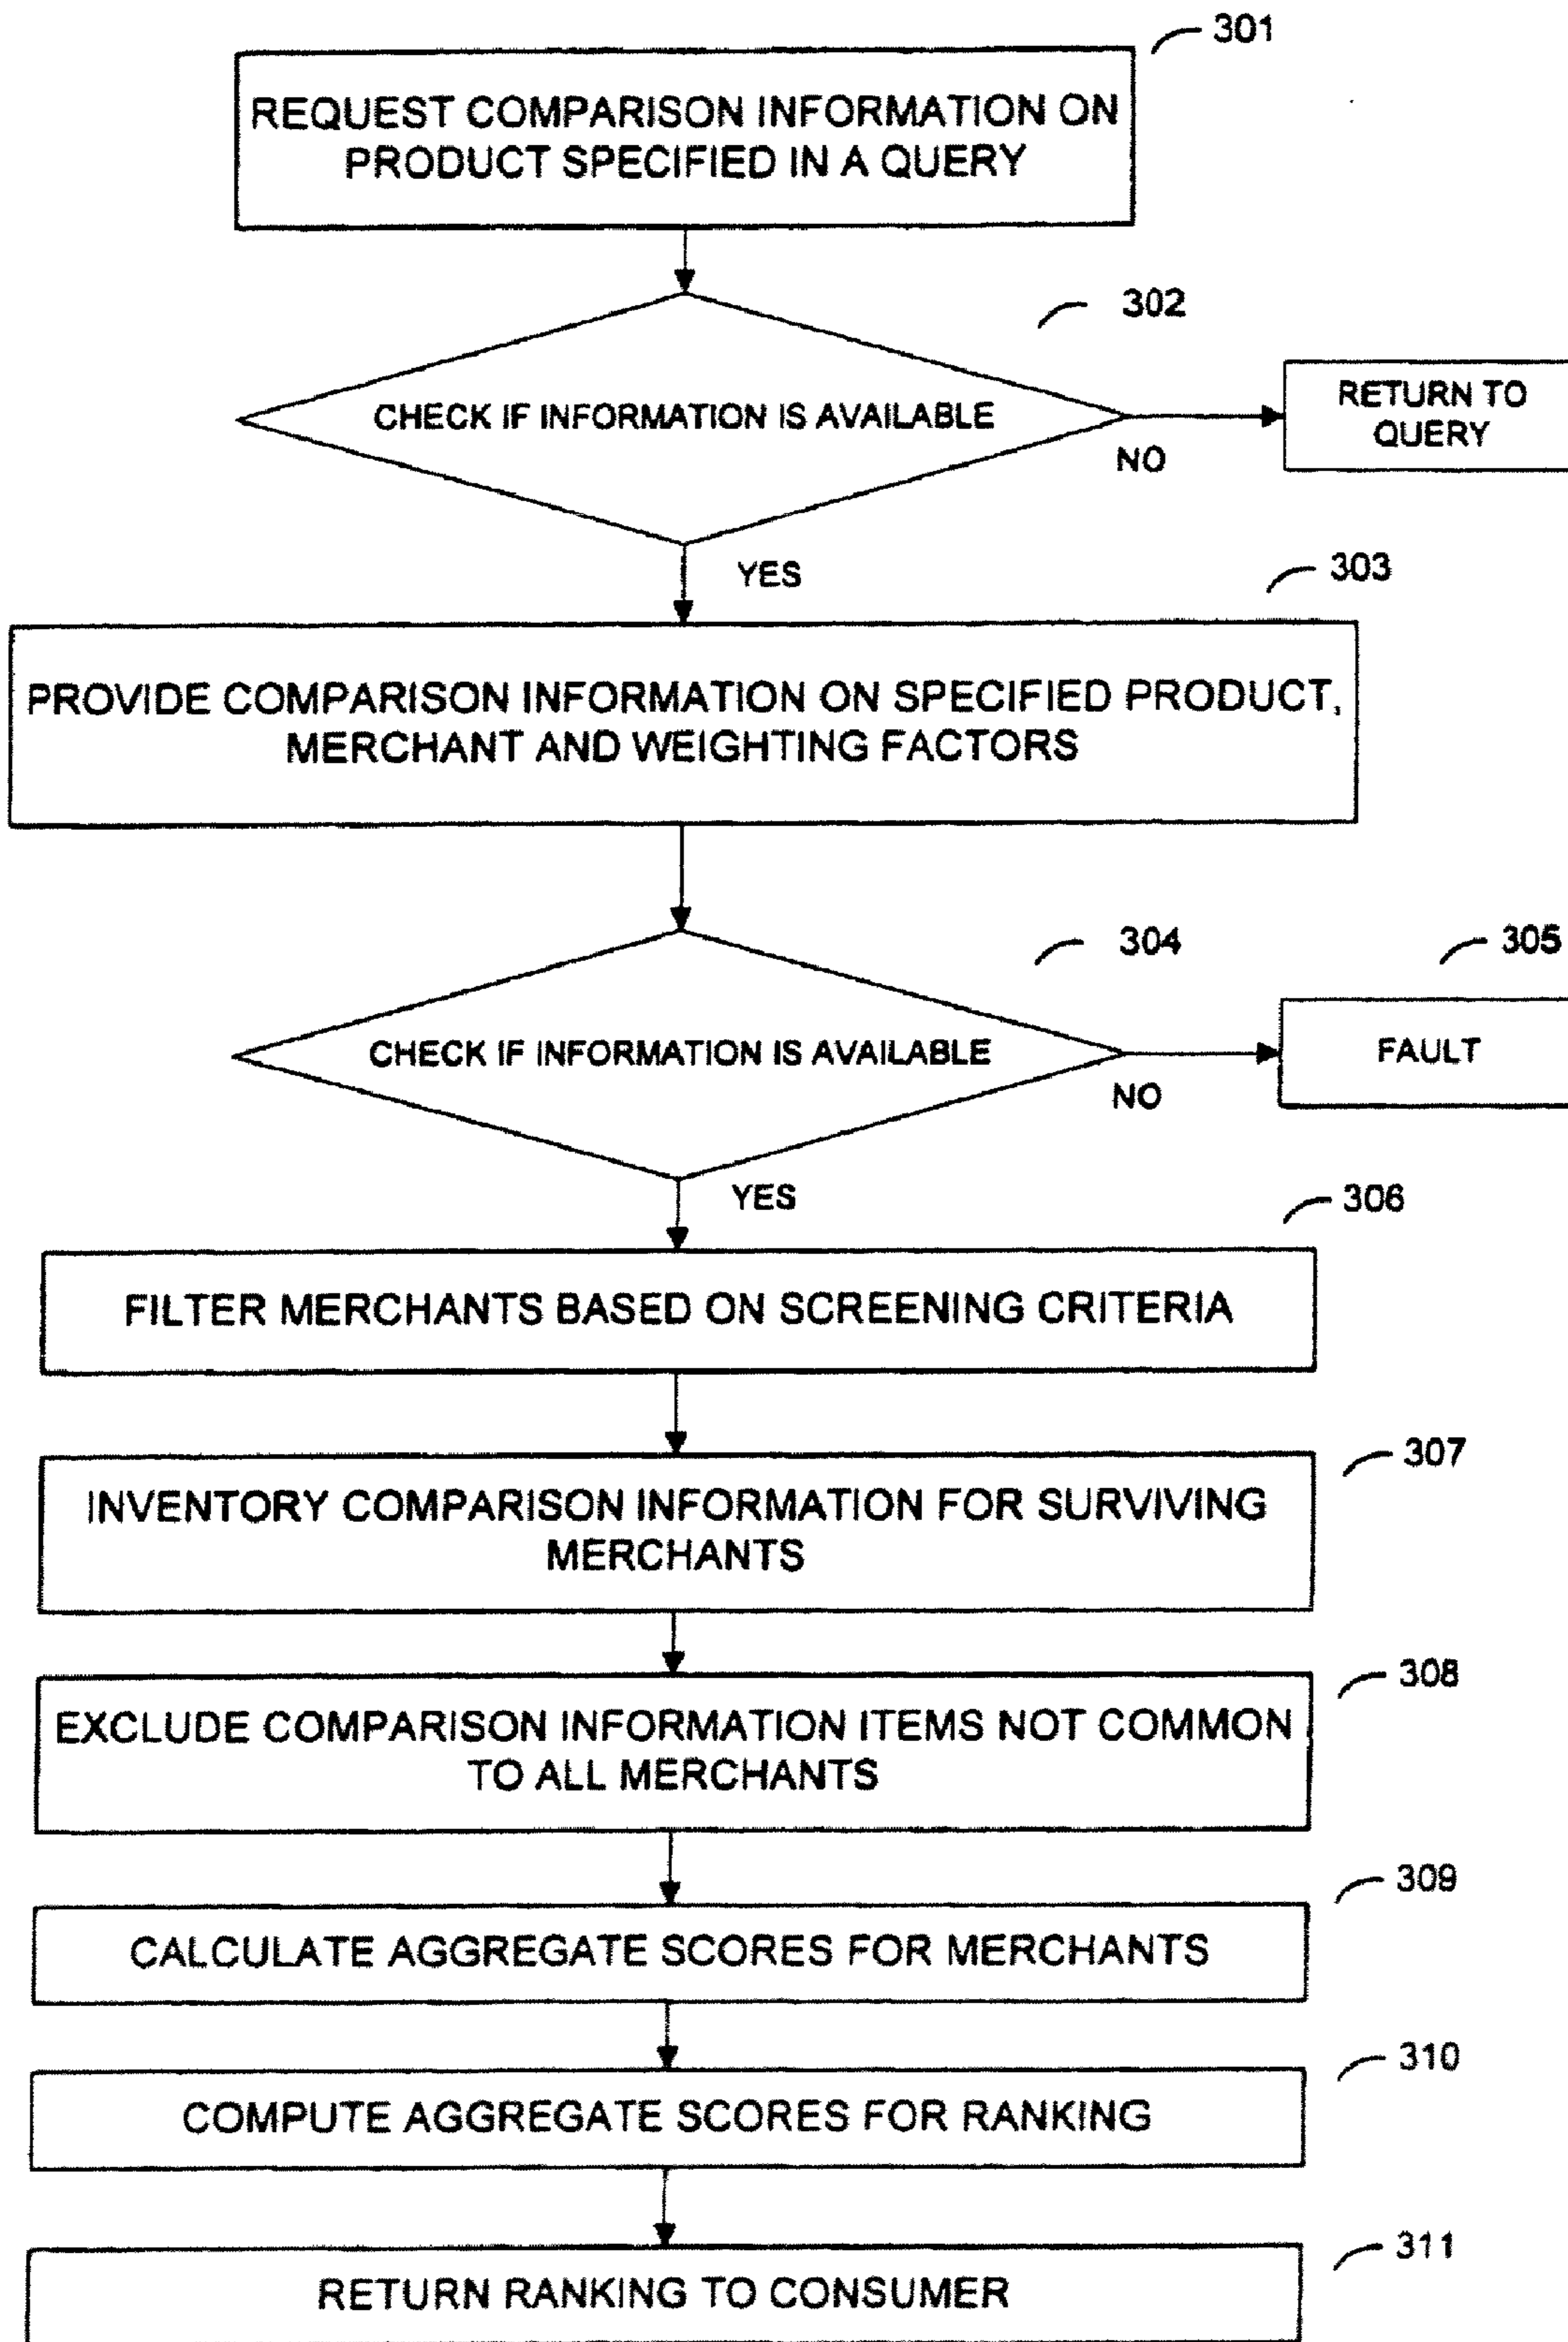 301
REQUEST COMPARISON INFORMATION ON
PRODUCT SPECIFIED IN A QUERY
302
CHECK IF INFORMATION IS AVAILABLE
RETURN TO
QUERY
NO
YES
303
PROVIDE COMPARISON INFORMATION ON SPECIFIED PRODUCT,
MERCHANT AND WEIGHTING FACTORS
304
305
CHECK IF INFORMATION IS AVAILABLE
FAULT
NO
YES
306
FILTER MERCHANTS BASED ON SCREENING CRITERIA
307
INVENTORY COMPARISON INFORMATION FOR SURVIVING
MERCHANTS
308
EXCLUDE COMPARISON INFORMATION ITEMS NOT COMMON
TO ALL MERCHANTS
309
CALCULATE AGGREGATE SCORES FOR MERCHANTS
310
COMPUTE AGGREGATE SCORES FOR RANKING
311
RETURN RANKING TO CONSUMER